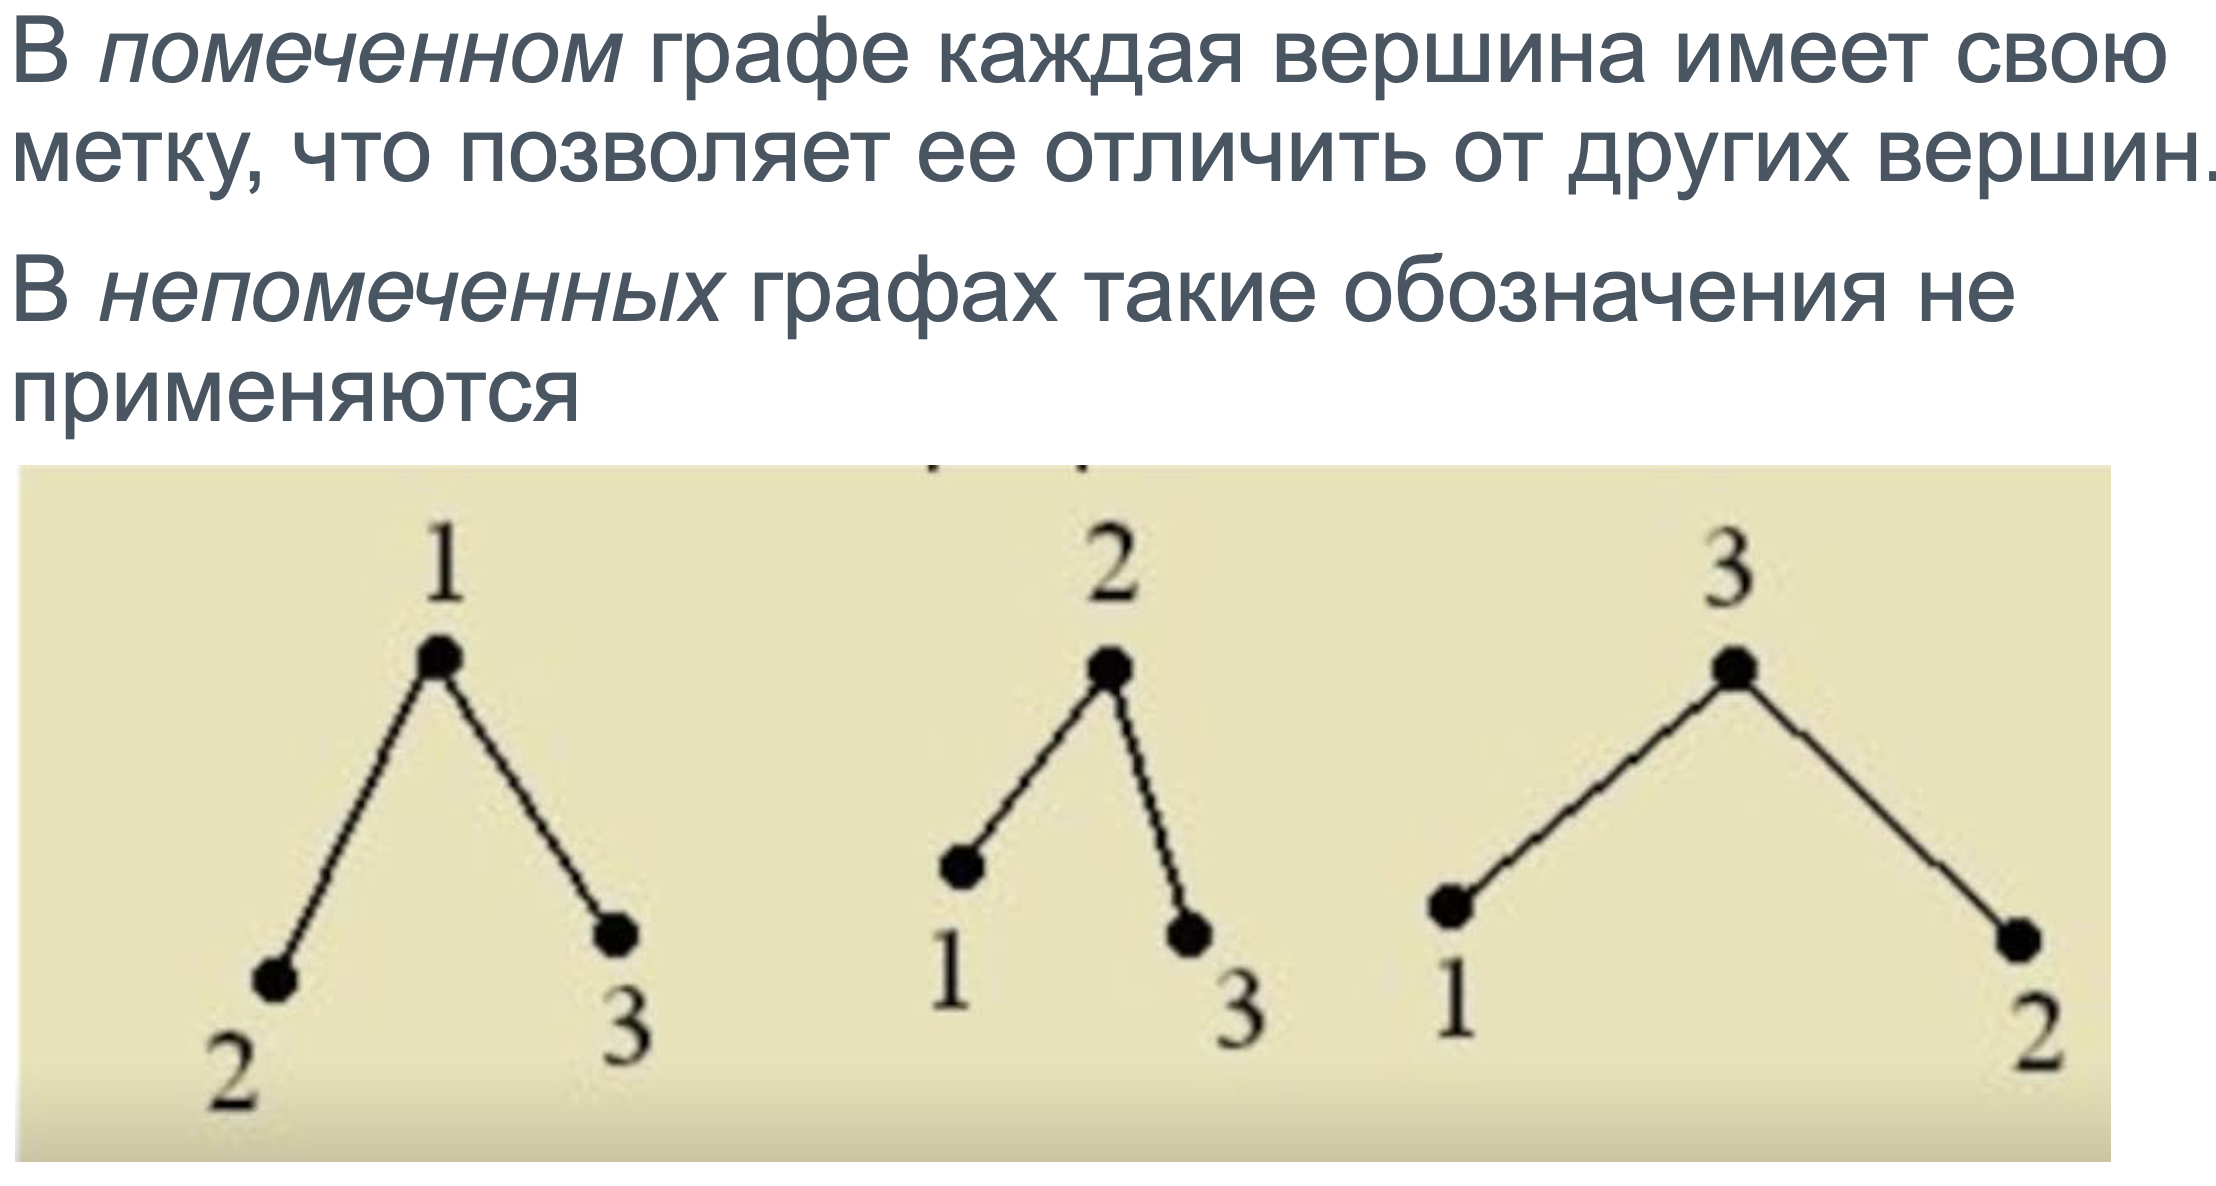 В помеченном графе каждая вершина имеет свою
метку, что позволяет ее отличить от других вершин.
В непомеченных графах такие обозначения не
применяются
1
2
3
2
3
1
3
1
2